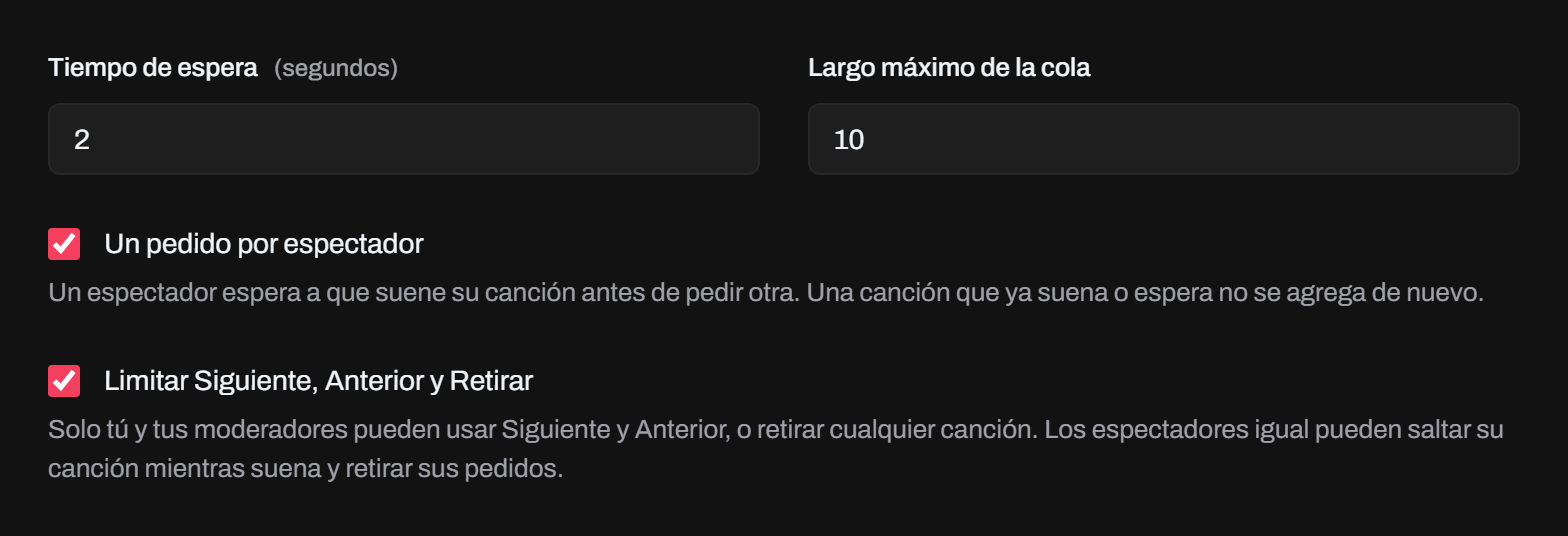 Tiempo de espera (segundos)
Largo máximo de la cola
2
10
Un pedido por espectador
Un espectador espera a que suene su canción antes de pedir otra. Una canción que ya suena o espera no se agrega de nuevo.
Limitar Siguiente, Anterior y Retirar
Solo tú y tus moderadores pueden usar Siguiente y Anterior, o retirar cualquier canción. Los espectadores igual pueden saltar su
canción mientras suena y retirar sus pedidos.